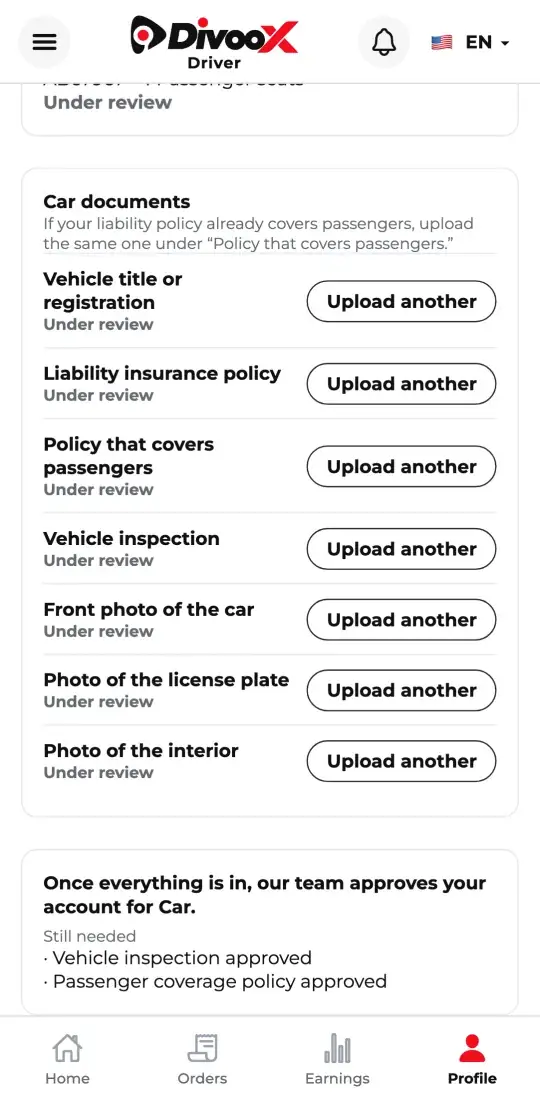 DivooX
Driver
EN
Under review
Car documents
If your liability policy already covers passengers, upload
the same one under “Policy that covers passengers.”
Vehicle title or
registration
Under review
Upload another
Liability insurance policy
Under review
Upload another
Policy that covers
passengers
Under review
Upload another
Vehicle inspection
Under review
Upload another
Front photo of the car
Under review
Upload another
Photo of the license plate
Under review
Upload another
Photo of the interior
Under review
Upload another
Once everything is in, our team approves your
account for Car.
Still needed
· Vehicle inspection approved
· Passenger coverage policy approved
Home
Orders
Earnings
Profile